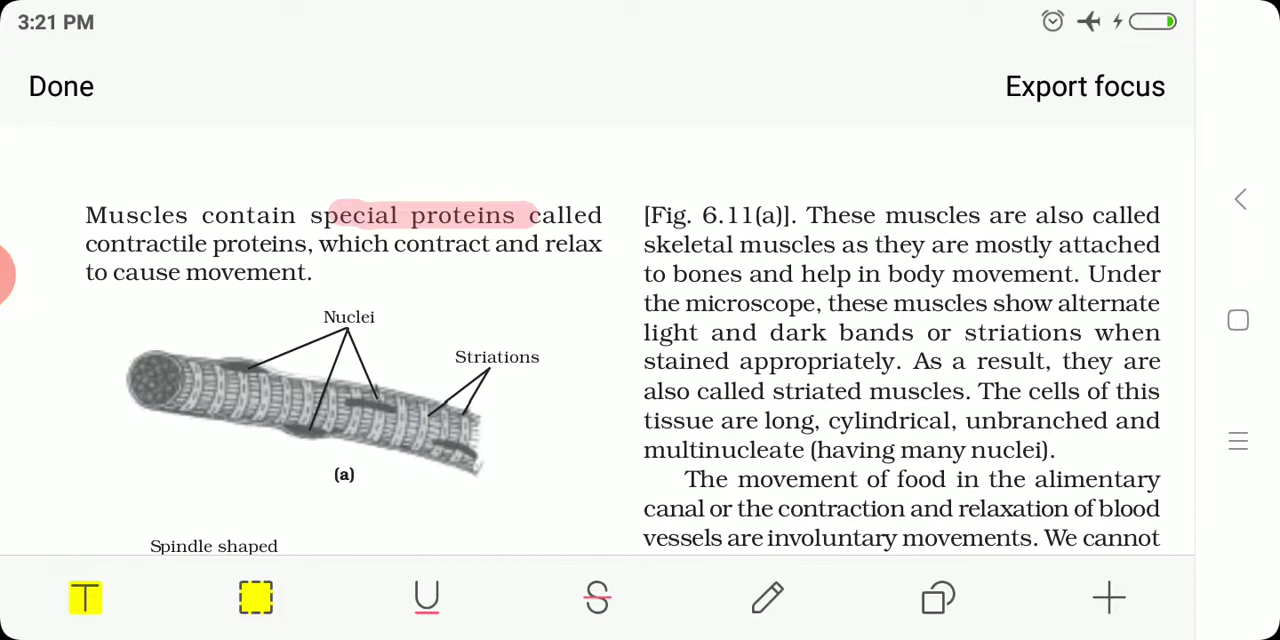 3:21 PM
Done
Export focus
Muscles contain special proteins called
contractile proteins, which contract and relax
to cause movement.
Nuclei
Striations
(a)
Spindle shaped
[Fig. 6.11(a)]. These muscles are also called
skeletal muscles as they are mostly attached
to bones and help in body movement. Under
the microscope, these muscles show alternate
light and dark bands or striations when
stained appropriately. As a result, they are
also called striated muscles. The cells of this
tissue are long, cylindrical, unbranched and
multinucleate (having many nuclei).
The movement of food in the alimentary
canal or the contraction and relaxation of blood
vessels are involuntary movements. We cannot
T
U
S